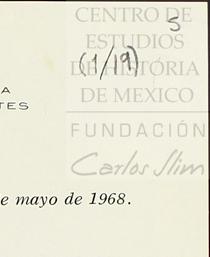 CENTRO DE
5
ESTUDIOS
(1/19)
DE HISTORIA
DE MEXICO
A
TES
FUNDACIÓN
Carlos Slim
e mayo de 1968.